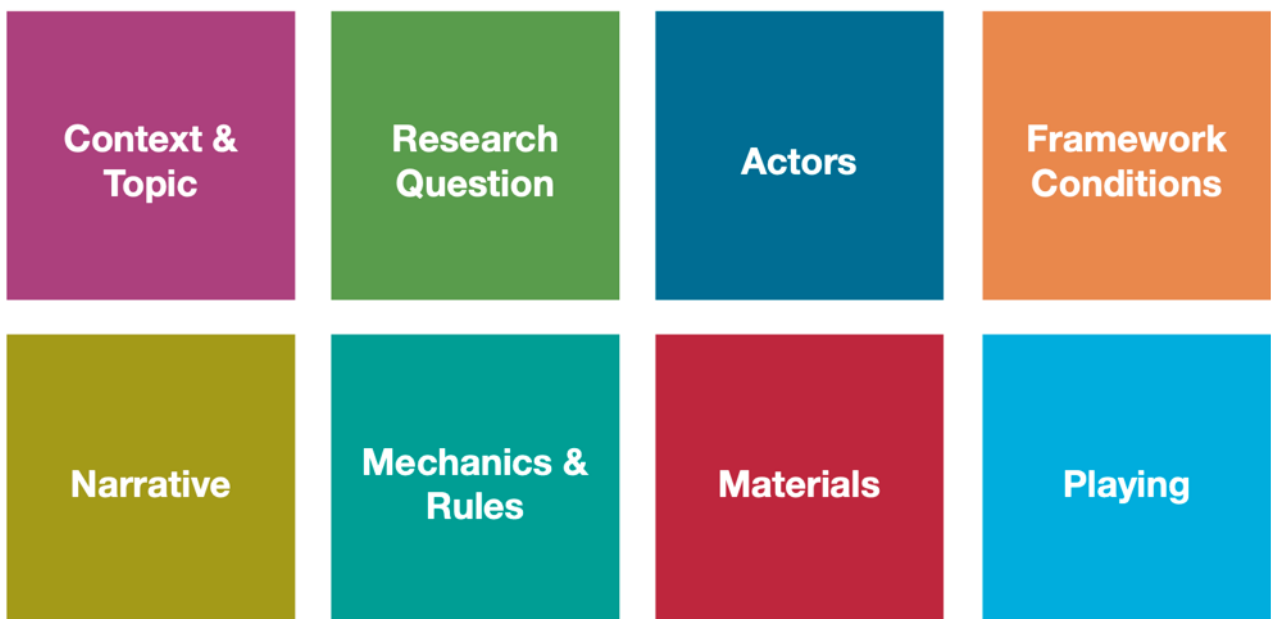 Context &
Topic
Research
Question
Actors
Framework
Conditions
Narrative
Mechanics &
Rules
Materials
Playing